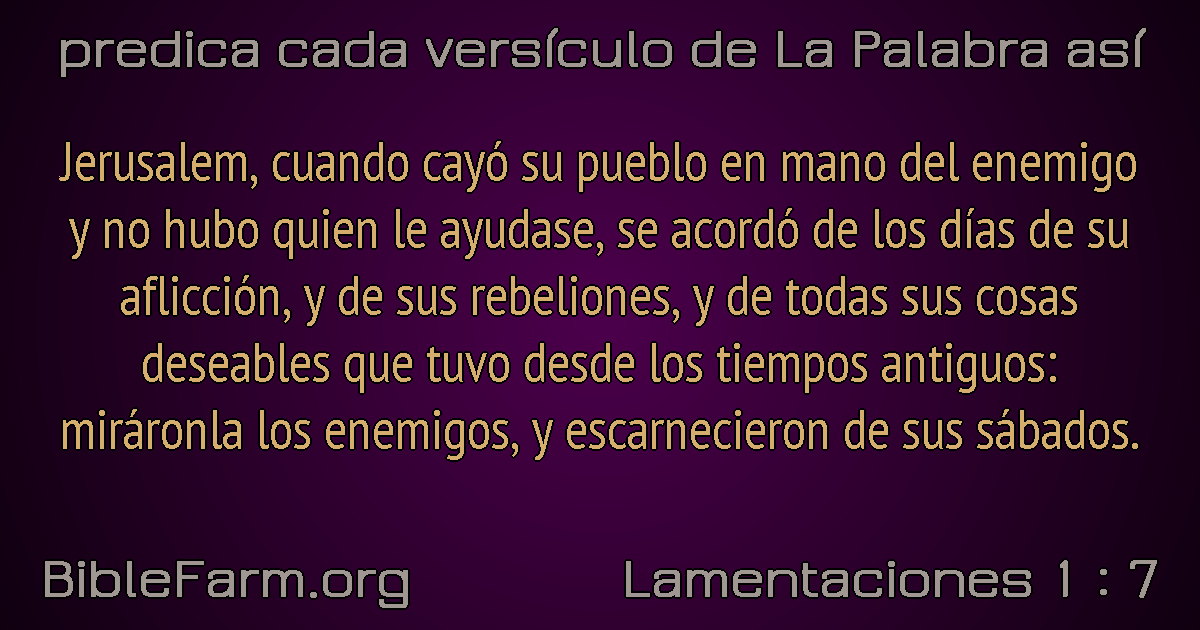 predica cada versículo de La Palabra así
Jerusalem, cuando cayó su pueblo en mano del enemigo
y no hubo quien le ayudase, se acordó de los días de su
aflicción, y de sus rebeliones, y de todas sus cosas
deseables que tuvo desde los tiempos antiguos:
miráronla los enemigos, y escarnecieron de sus sábados.
BibleFarm.org
Lamentaciones 1 : 7